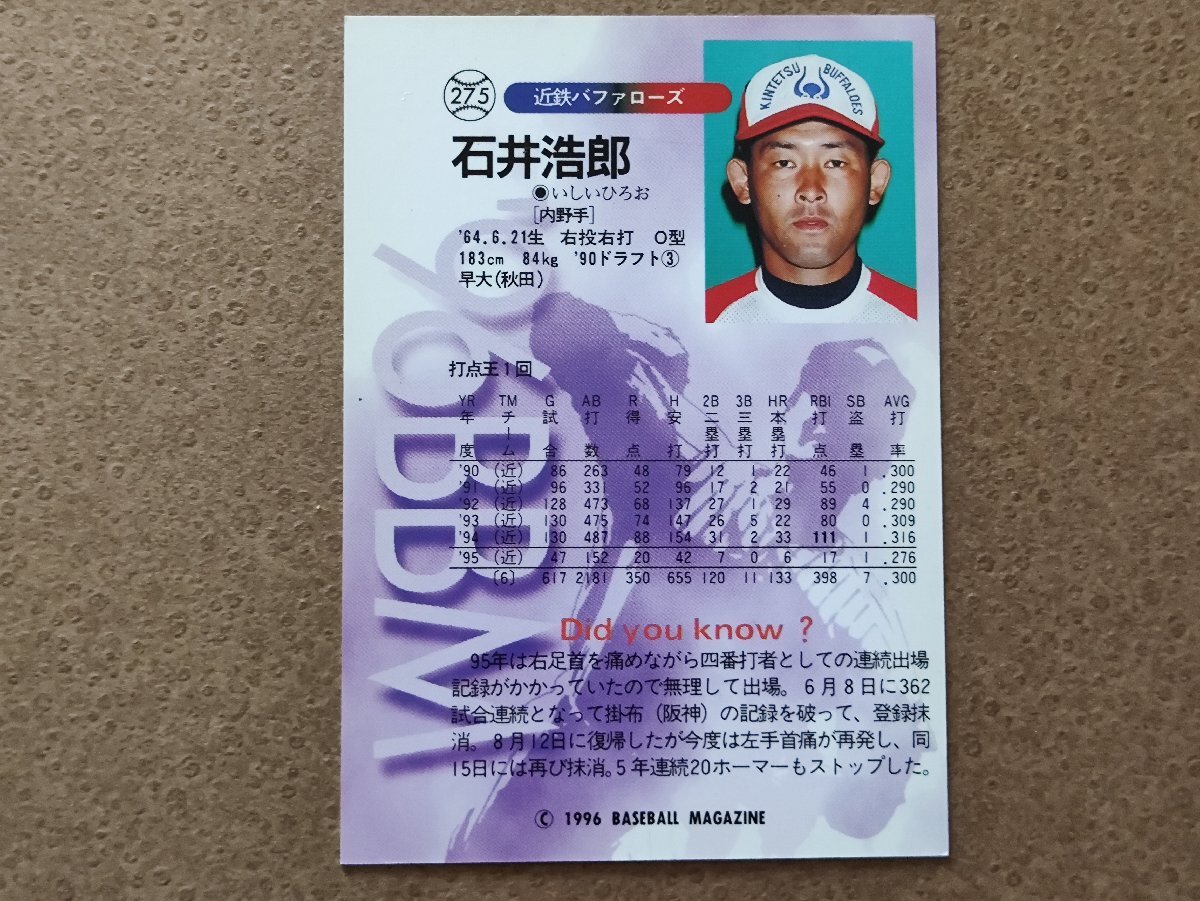 275
近鉄バファローズ
KINTETSU BUFFALOES
石井浩郎
●いしいひろお
[内野手]
'64.6.21生 右投右打 O型
183cm 84kg '90ドラフト③
早大(秋田)
'96BBM
打点王1回
YR TM G AB R H 2B 3B HR RBI SB AVG
年度 チーム 試合 打数 得点 安打 二塁打 三塁打 本塁打 打点 盗塁 打率
'90 (近) 86 263 48 79 12 1 22 46 1 .300
'91 (近) 96 331 52 96 17 2 21 55 0 .290
'92 (近) 128 473 68 137 27 1 29 89 4 .290
'93 (近) 130 475 74 147 26 5 22 80 0 .309
'94 (近) 130 487 88 154 31 2 33 111 1 .316
'95 (近) 47 152 20 42 7 0 6 17 1 .276
[6] 617 2181 350 655 120 11 133 398 7 .300
Did you know ?
95年は右足首を痛めながら四番打者としての連続出場
記録がかかっていたので無理して出場。6月8日に362
試合連続となって掛布(阪神)の記録を破って、登録抹
消。8月12日に復帰したが今度は左手首痛が再発し、同
15日には再び抹消。5年連続20ホーマーもストップした。
© 1996 BASEBALL MAGAZINE